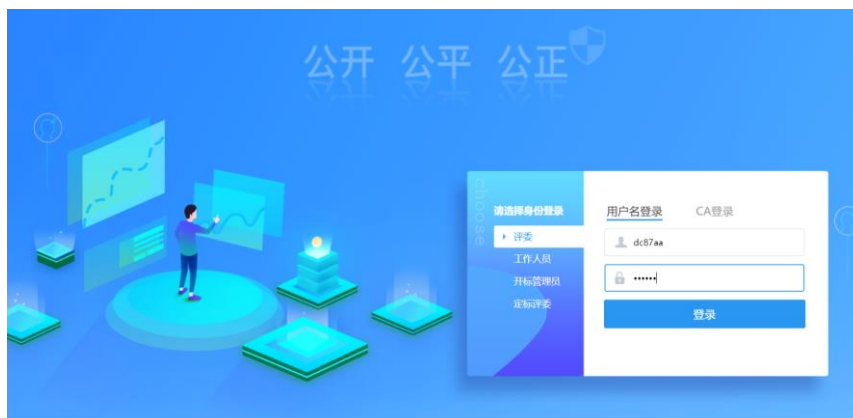 公开 公平 公正
choose
请选择身份登录
评委
工作人员
开标管理员
定标评委
用户名登录 CA登录
dc87aa
••••••
登录